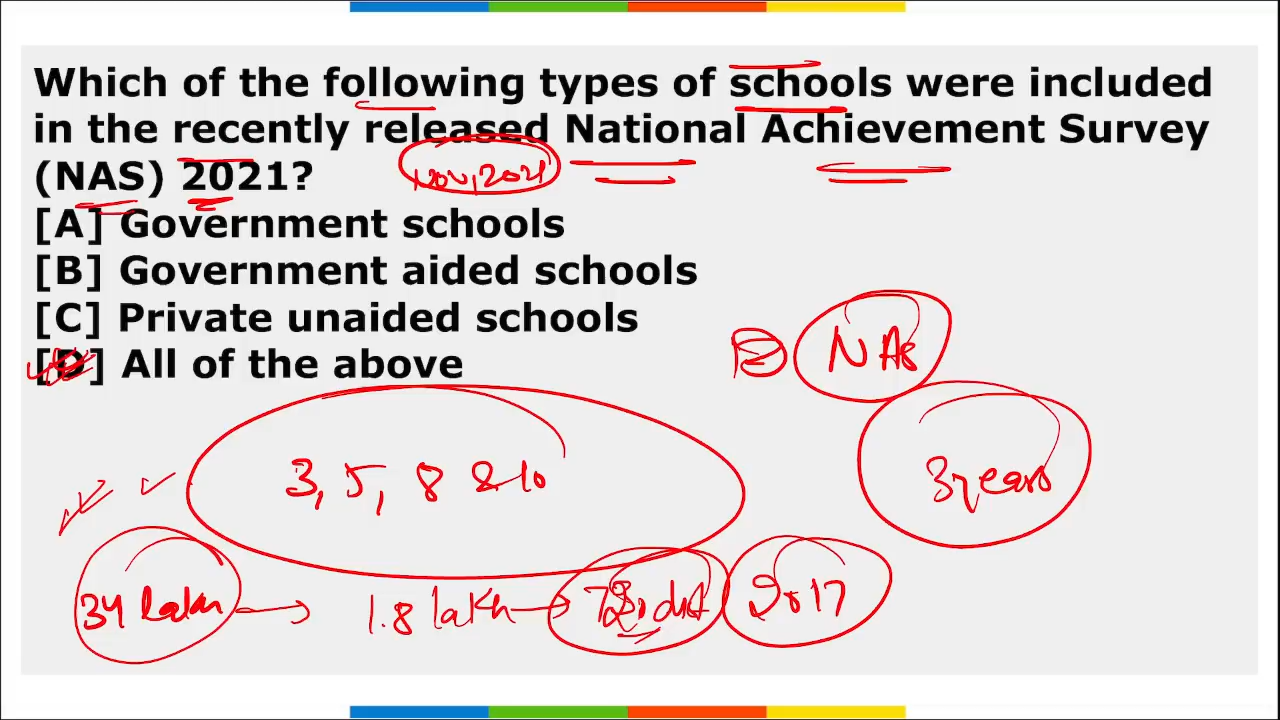 Which of the following types of schools were included
in the recently released National Achievement Survey
(NAS) 2021?
Nov, 2021
[A] Government schools
[B] Government aided schools
[C] Private unaided schools
[D] All of the above
NAS
3, 5, 8 & 10
3 years
34 lakh → 1.8 lakh → dist 2017